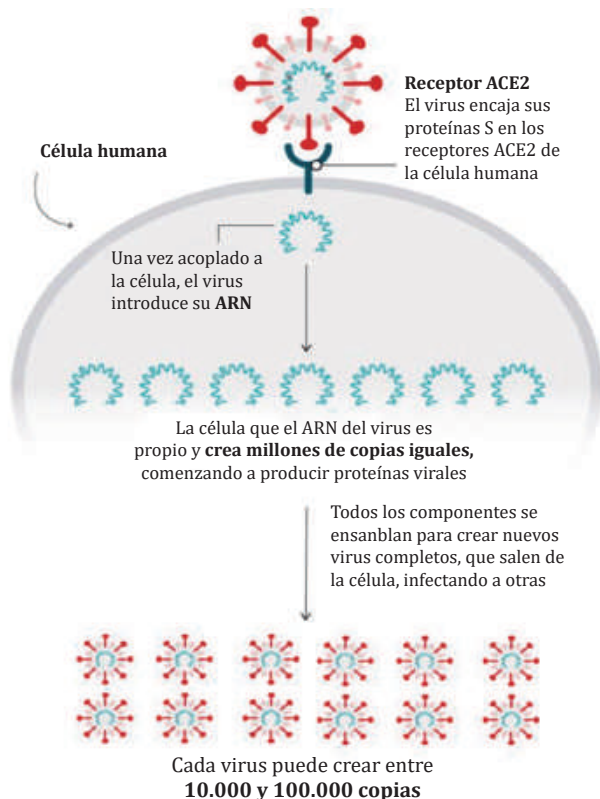 Receptor ACE2
El virus encaja sus
proteínas S en los
receptores ACE2 de
la célula humana
Célula humana
Una vez acoplado a
la célula, el virus
introduce su ARN
La célula que el ARN del virus es
propio y crea millones de copias iguales,
comenzando a producir proteínas virales
Todos los componentes se
ensanblan para crear nuevos
virus completos, que salen de
la célula, infectando a otras
Cada virus puede crear entre
10.000 y 100.000 copias